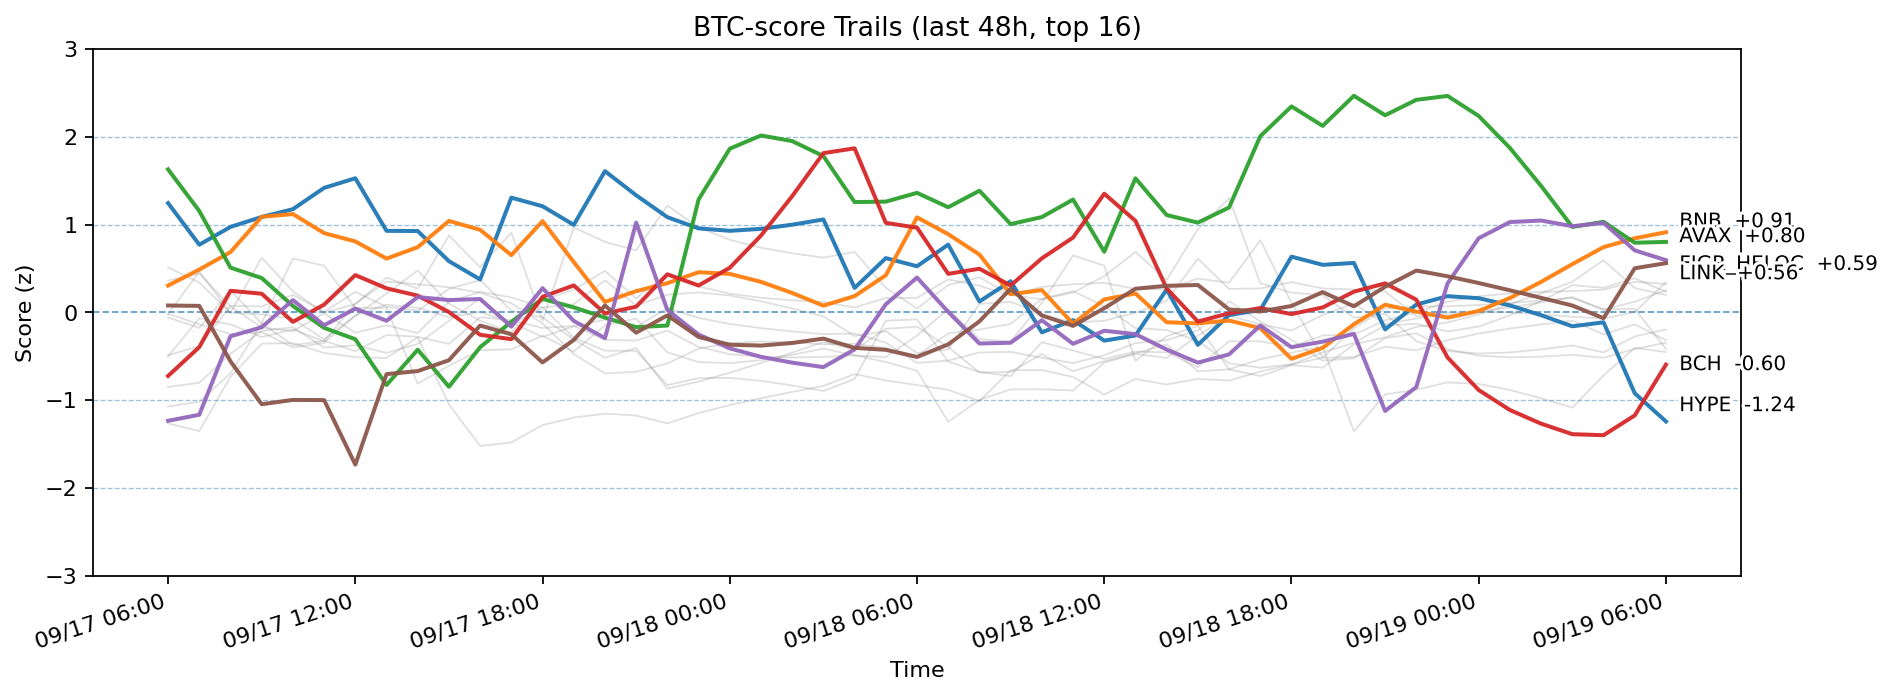 BTC-score Trails (last 48h, top 16)
Score (z)
3
2
1
0
−1
−2
−3
BNB +0.91
AVAX +0.80
HELOC +0.59
LINK +0.56
BCH -0.60
HYPE -1.24
09/17 06:00
09/17 12:00
09/17 18:00
09/18 00:00
09/18 06:00
09/18 12:00
09/18 18:00
09/19 00:00
09/19 06:00
Time